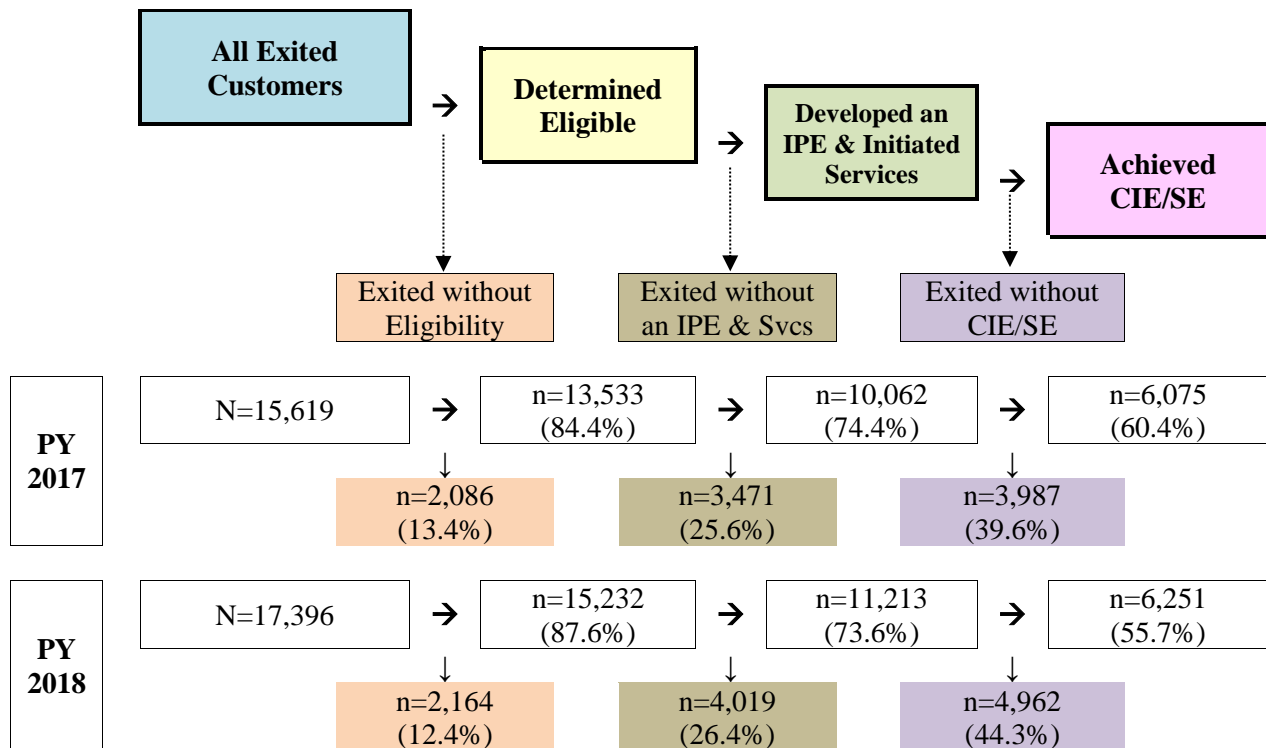 All Exited
Customers
→
Determined
Eligible
→
Developed an
IPE & Initiated
Services
→
Achieved
CIE/SE
Exited without
Eligibility
Exited without
an IPE & Svcs
Exited without
CIE/SE
PY
2017
N=15,619
→
n=13,533
(84.4%)
→
n=10,062
(74.4%)
→
n=6,075
(60.4%)
↓
↓
↓
n=2,086
(13.4%)
n=3,471
(25.6%)
n=3,987
(39.6%)
PY
2018
N=17,396
→
n=15,232
(87.6%)
→
n=11,213
(73.6%)
→
n=6,251
(55.7%)
↓
↓
↓
n=2,164
(12.4%)
n=4,019
(26.4%)
n=4,962
(44.3%)